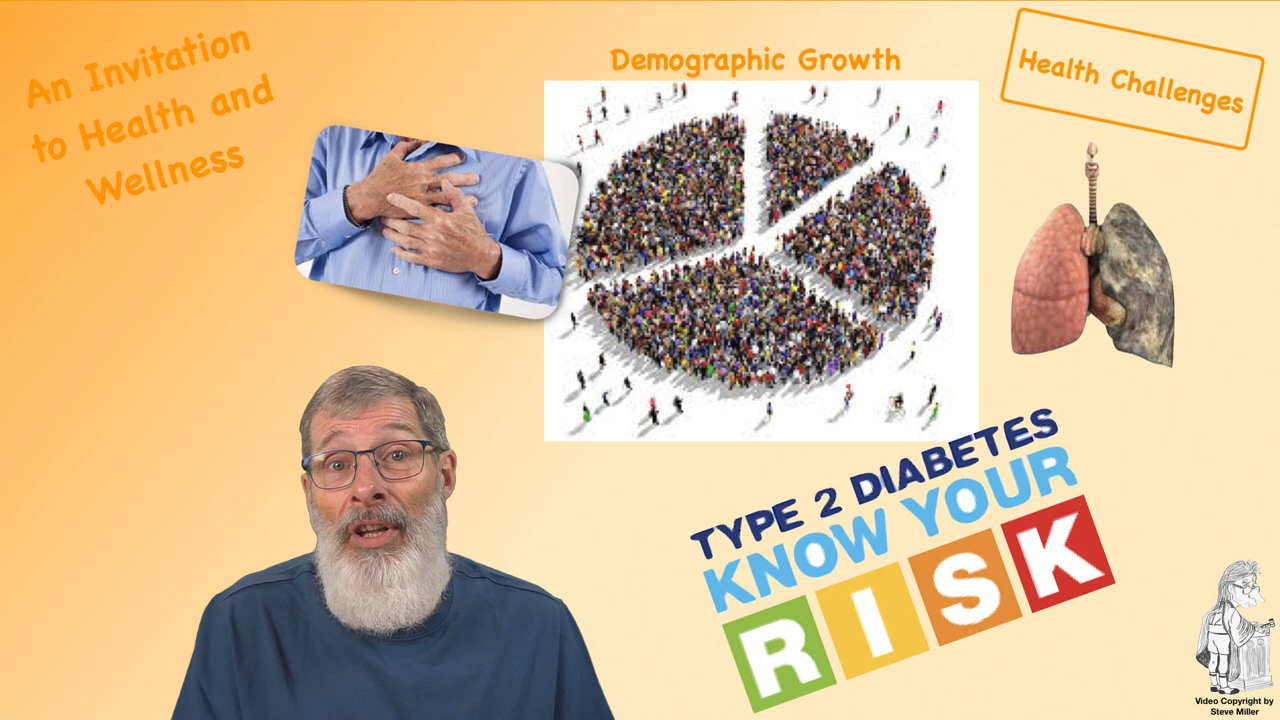 An Invitation
to Health and
Wellness
Demographic Growth
Health Challenges
TYPE 2 DIABETES
KNOW YOUR
RISK
Video Copyright by
Steve Miller